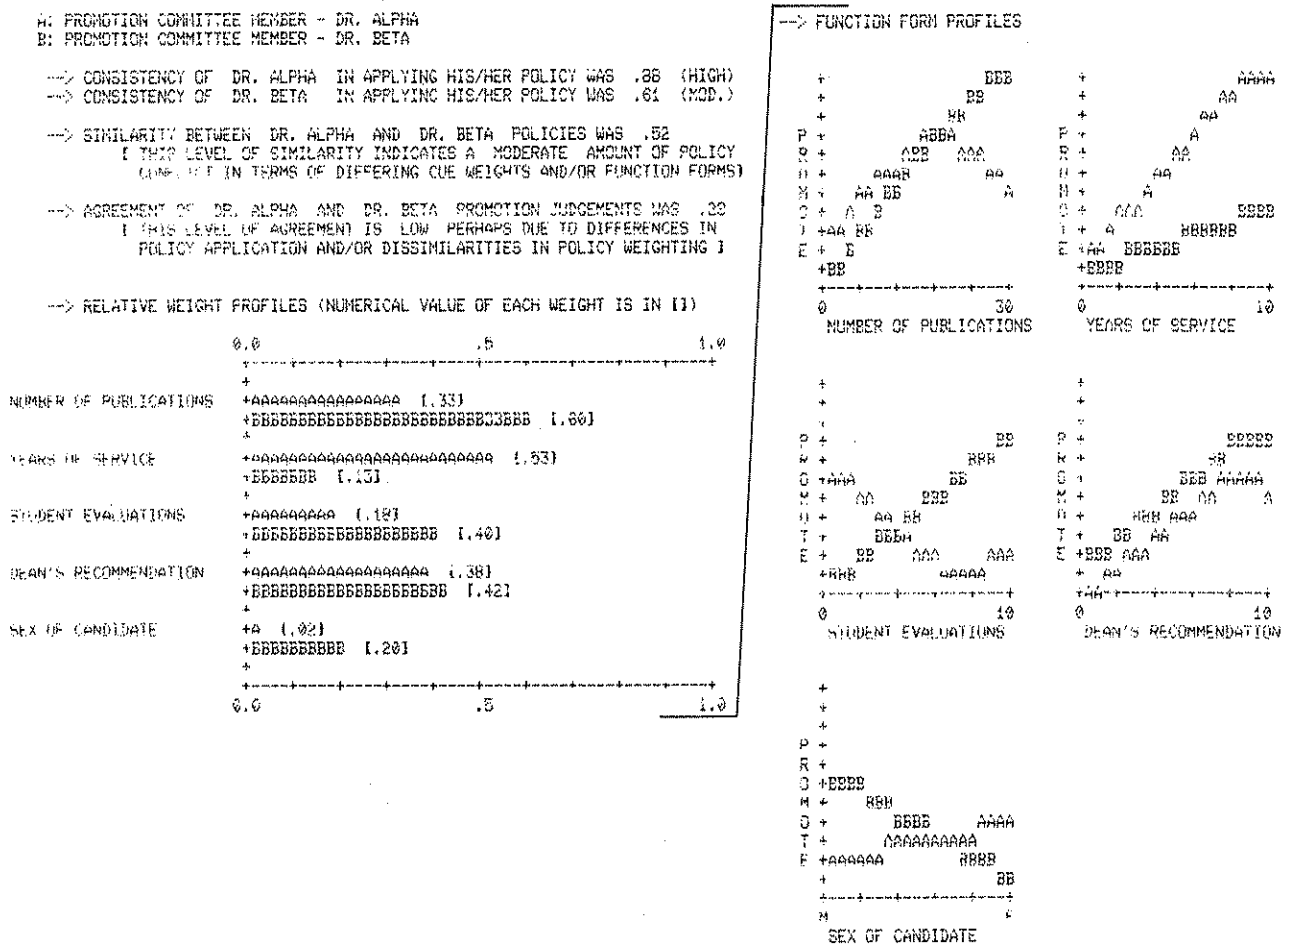 A: PROMOTION COMMITTEE MEMBER - DR. ALPHA
B: PROMOTION COMMITTEE MEMBER - DR. BETA
--> CONSISTENCY OF DR. ALPHA IN APPLYING HIS/HER POLICY WAS .88 (HIGH)
--> CONSISTENCY OF DR. BETA IN APPLYING HIS/HER POLICY WAS .61 (MOD.)
--> SIMILARITY BETWEEN DR. ALPHA AND DR. BETA POLICIES WAS .52
[ THIS LEVEL OF SIMILARITY INDICATES A MODERATE AMOUNT OF POLICY
CONFLICT IN TERMS OF DIFFERING CUE WEIGHTS AND/OR FUNCTION FORMS]
--> AGREEMENT OF DR. ALPHA AND DR. BETA PROMOTION JUDGEMENTS WAS
[ THIS LEVEL OF AGREEMENT IS LOW PERHAPS DUE TO DIFFERENCES IN
POLICY APPLICATION AND/OR DISSIMILARITIES IN POLICY WEIGHTING ]
--> RELATIVE WEIGHT PROFILES (NUMERICAL VALUE OF EACH WEIGHT IS IN [])
0.0 .5 1.0
NUMBER OF PUBLICATIONS +AAAAAAAAAAAAAAAA [.33]
[.60]
YEARS OF SERVICE [.53]
+BBBBBBB [.13]
STUDENT EVALUATIONS +AAAAAAAAA [.18]
[.40]
DEAN'S RECOMMENDATION [.38]
[.42]
SEX OF CANDIDATE +A [.02]
+BBBBBBBBBB [.20]
0.0 .5 1.0
--> FUNCTION FORM PROFILES
PROMOTE
0 30
NUMBER OF PUBLICATIONS
PROMOTE
0 10
YEARS OF SERVICE
PROMOTE
0 10
STUDENT EVALUATIONS
PROMOTE
0 10
DEAN'S RECOMMENDATION
PROMOTE
M F
SEX OF CANDIDATE